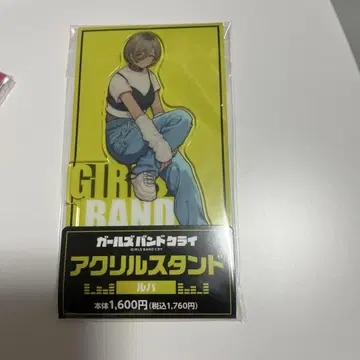 GIRLS
BAND
ガールズバンドクライ
GIRLS BAND CRY
アクリルスタンド
ルパ
本体1,600円(税込1,760円)